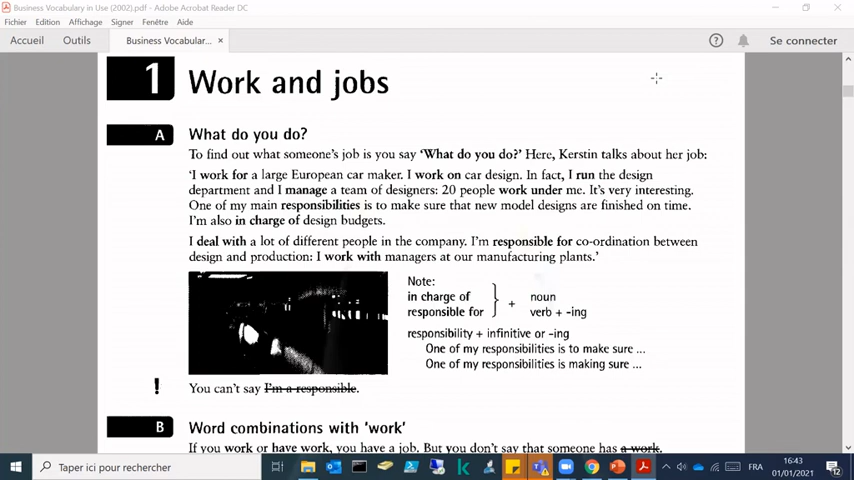 Business Vocabulary in Use (2002).pdf - Adobe Acrobat Reader DC
Fichier Edition Affichage Signer Fenêtre Aide
Accueil Outils Business Vocabular... × ? Se connecter
1 Work and jobs
A What do you do?
To find out what someone's job is you say 'What do you do?' Here, Kerstin talks about her job:
'I work for a large European car maker. I work on car design. In fact, I run the design
department and I manage a team of designers: 20 people work under me. It's very interesting.
One of my main responsibilities is to make sure that new model designs are finished on time.
I'm also in charge of design budgets.
I deal with a lot of different people in the company. I'm responsible for co-ordination between
design and production: I work with managers at our manufacturing plants.'
Note:
in charge of
responsible for
} + noun
verb + -ing
responsibility + infinitive or -ing
One of my responsibilities is to make sure ...
One of my responsibilities is making sure ...
! You can't say I'm a responsible.
B Word combinations with 'work'
If you work or have work, you have a job. But you don't say that someone has a work.
Taper ici pour rechercher
FRA
16:43
01/01/2021
12